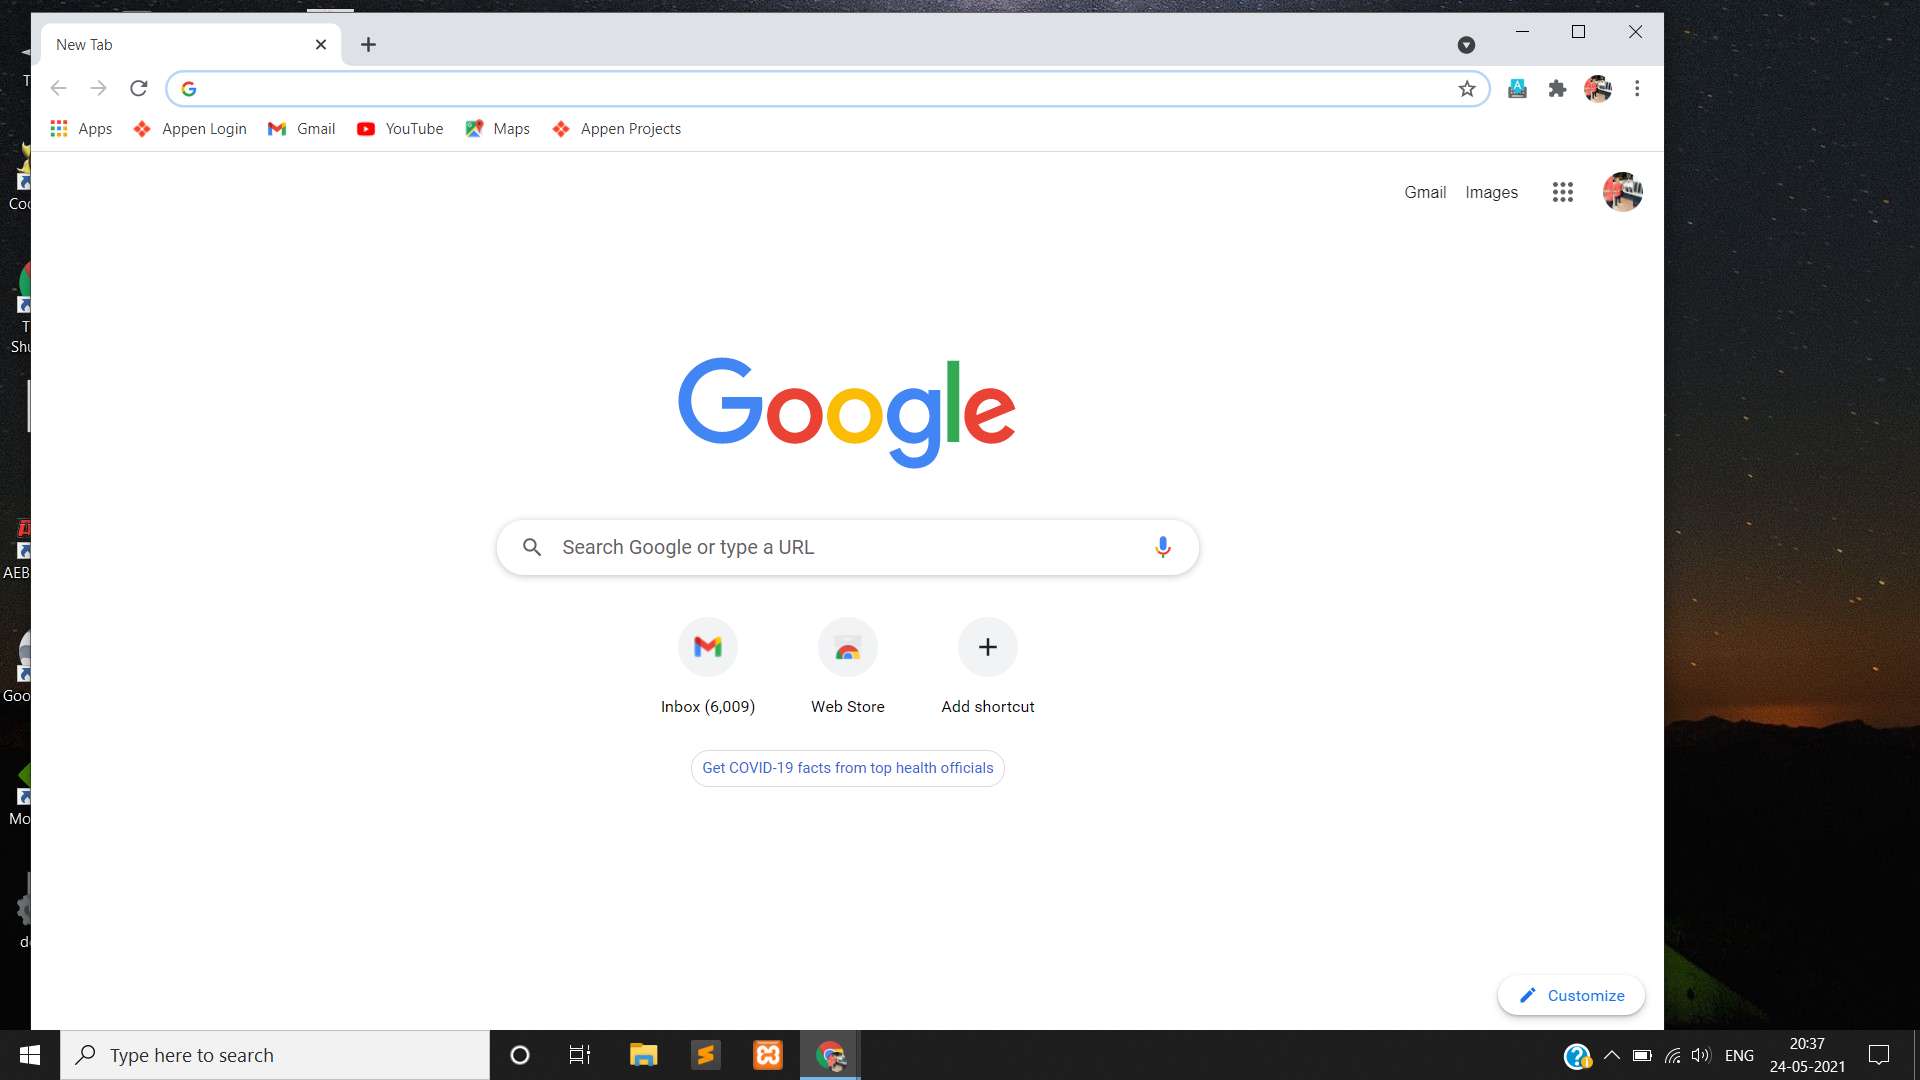 New Tab
Apps Appen Login Gmail YouTube Maps Appen Projects
Gmail Images
Google
Search Google or type a URL
Inbox (6,009) Web Store Add shortcut
Get COVID-19 facts from top health officials
Customize
Coo
Shu
AEB
Goo
Mo
Type here to search
ENG
20:37
24-05-2021